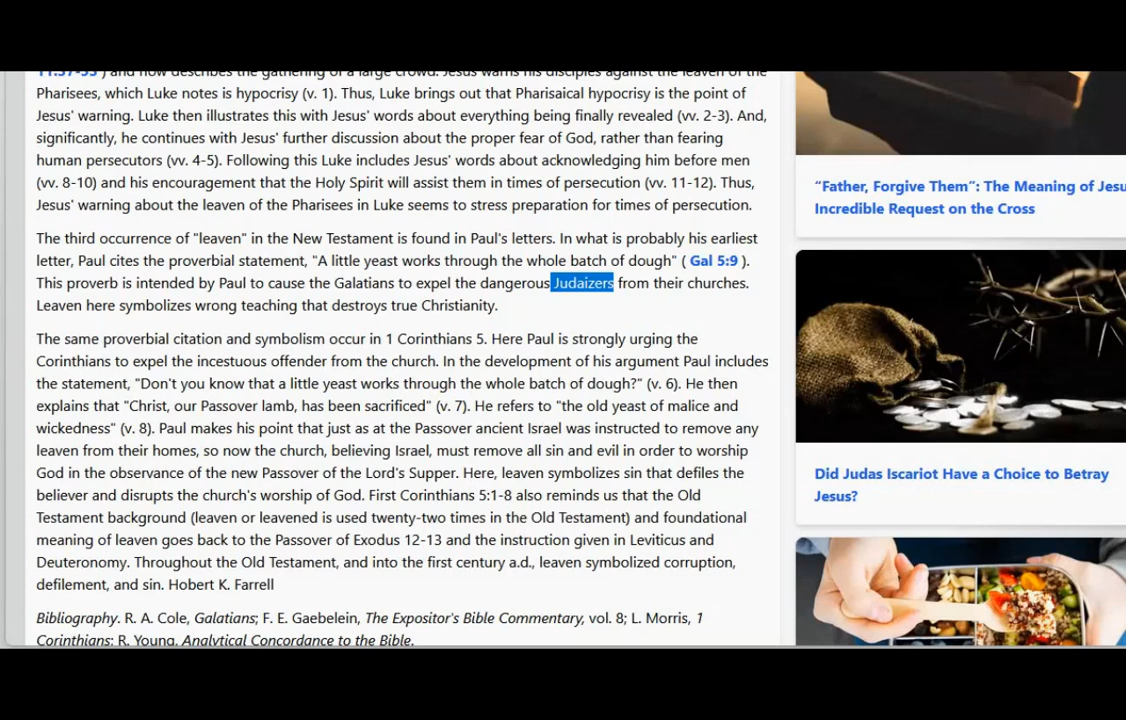 11:37-53 ) and now describes the gathering of a large crowd. Jesus warns his disciples against the leaven of the
Pharisees, which Luke notes is hypocrisy (v. 1). Thus, Luke brings out that Pharisaical hypocrisy is the point of
Jesus' warning. Luke then illustrates this with Jesus' words about everything being finally revealed (vv. 2-3). And,
significantly, he continues with Jesus' further discussion about the proper fear of God, rather than fearing
human persecutors (vv. 4-5). Following this Luke includes Jesus' words about acknowledging him before men
(vv. 8-10) and his encouragement that the Holy Spirit will assist them in times of persecution (vv. 11-12). Thus,
Jesus' warning about the leaven of the Pharisees in Luke seems to stress preparation for times of persecution.
The third occurrence of "leaven" in the New Testament is found in Paul's letters. In what is probably his earliest
letter, Paul cites the proverbial statement, "A little yeast works through the whole batch of dough" ( Gal 5:9 ).
This proverb is intended by Paul to cause the Galatians to expel the dangerous Judaizers from their churches.
Leaven here symbolizes wrong teaching that destroys true Christianity.
The same proverbial citation and symbolism occur in 1 Corinthians 5. Here Paul is strongly urging the
Corinthians to expel the incestuous offender from the church. In the development of his argument Paul includes
the statement, "Don't you know that a little yeast works through the whole batch of dough?" (v. 6). He then
explains that "Christ, our Passover lamb, has been sacrificed" (v. 7). He refers to "the old yeast of malice and
wickedness" (v. 8). Paul makes his point that just as at the Passover ancient Israel was instructed to remove any
leaven from their homes, so now the church, believing Israel, must remove all sin and evil in order to worship
God in the observance of the new Passover of the Lord's Supper. Here, leaven symbolizes sin that defiles the
believer and disrupts the church's worship of God. First Corinthians 5:1-8 also reminds us that the Old
Testament background (leaven or leavened is used twenty-two times in the Old Testament) and foundational
meaning of leaven goes back to the Passover of Exodus 12-13 and the instruction given in Leviticus and
Deuteronomy. Throughout the Old Testament, and into the first century a.d., leaven symbolized corruption,
defilement, and sin. Hobert K. Farrell
Bibliography. R. A. Cole, Galatians; F. E. Gaebelein, The Expositor's Bible Commentary, vol. 8; L. Morris, 1
Corinthians; R. Young, Analytical Concordance to the Bible.
“Father, Forgive Them”: The Meaning of Jesu
Incredible Request on the Cross
Did Judas Iscariot Have a Choice to Betray
Jesus?